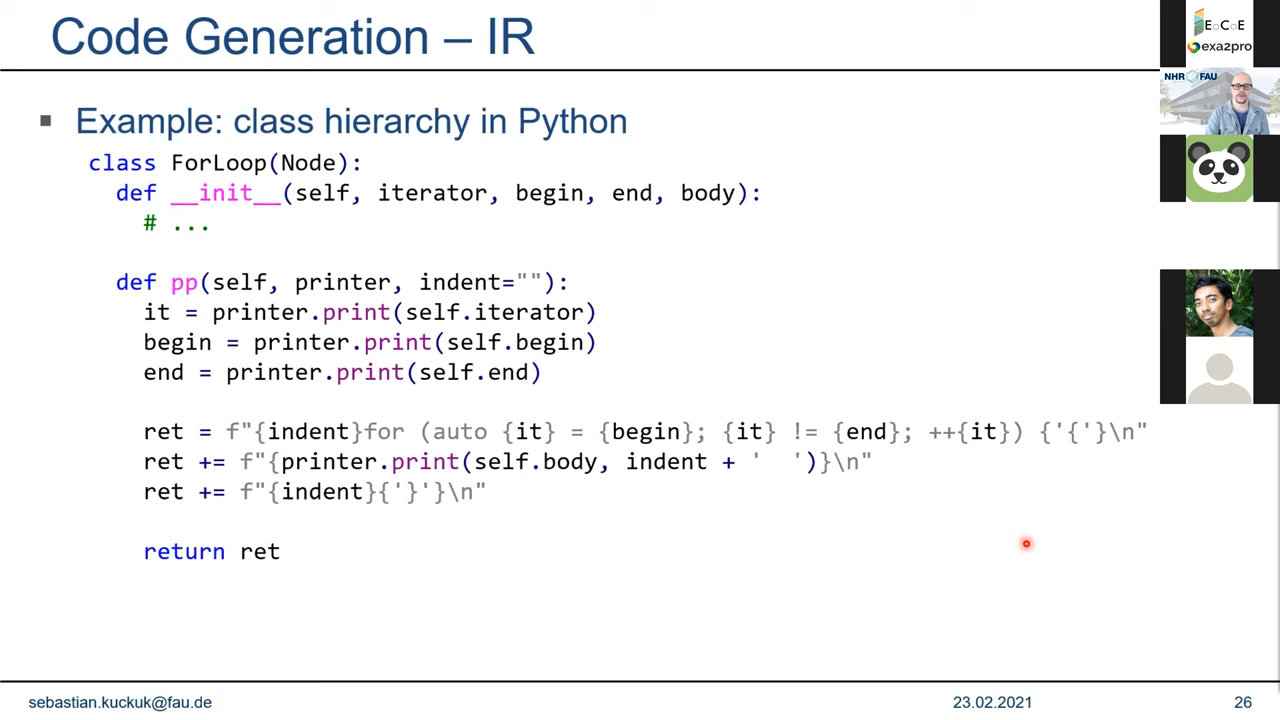 Code Generation – IR
Example: class hierarchy in Python
class ForLoop(Node):
def __init__(self, iterator, begin, end, body):
# ...
def pp(self, printer, indent=""):
it = printer.print(self.iterator)
begin = printer.print(self.begin)
end = printer.print(self.end)
ret = f"{indent}for (auto {it} = {begin}; {it} != {end}; ++{it}) {'{'}\n"
ret += f"{printer.print(self.body, indent + '  ')}\n"
ret += f"{indent}{'}'}\n"
return ret
EoCoE
exa2pro
NHR FAU
sebastian.kuckuk@fau.de
23.02.2021
26